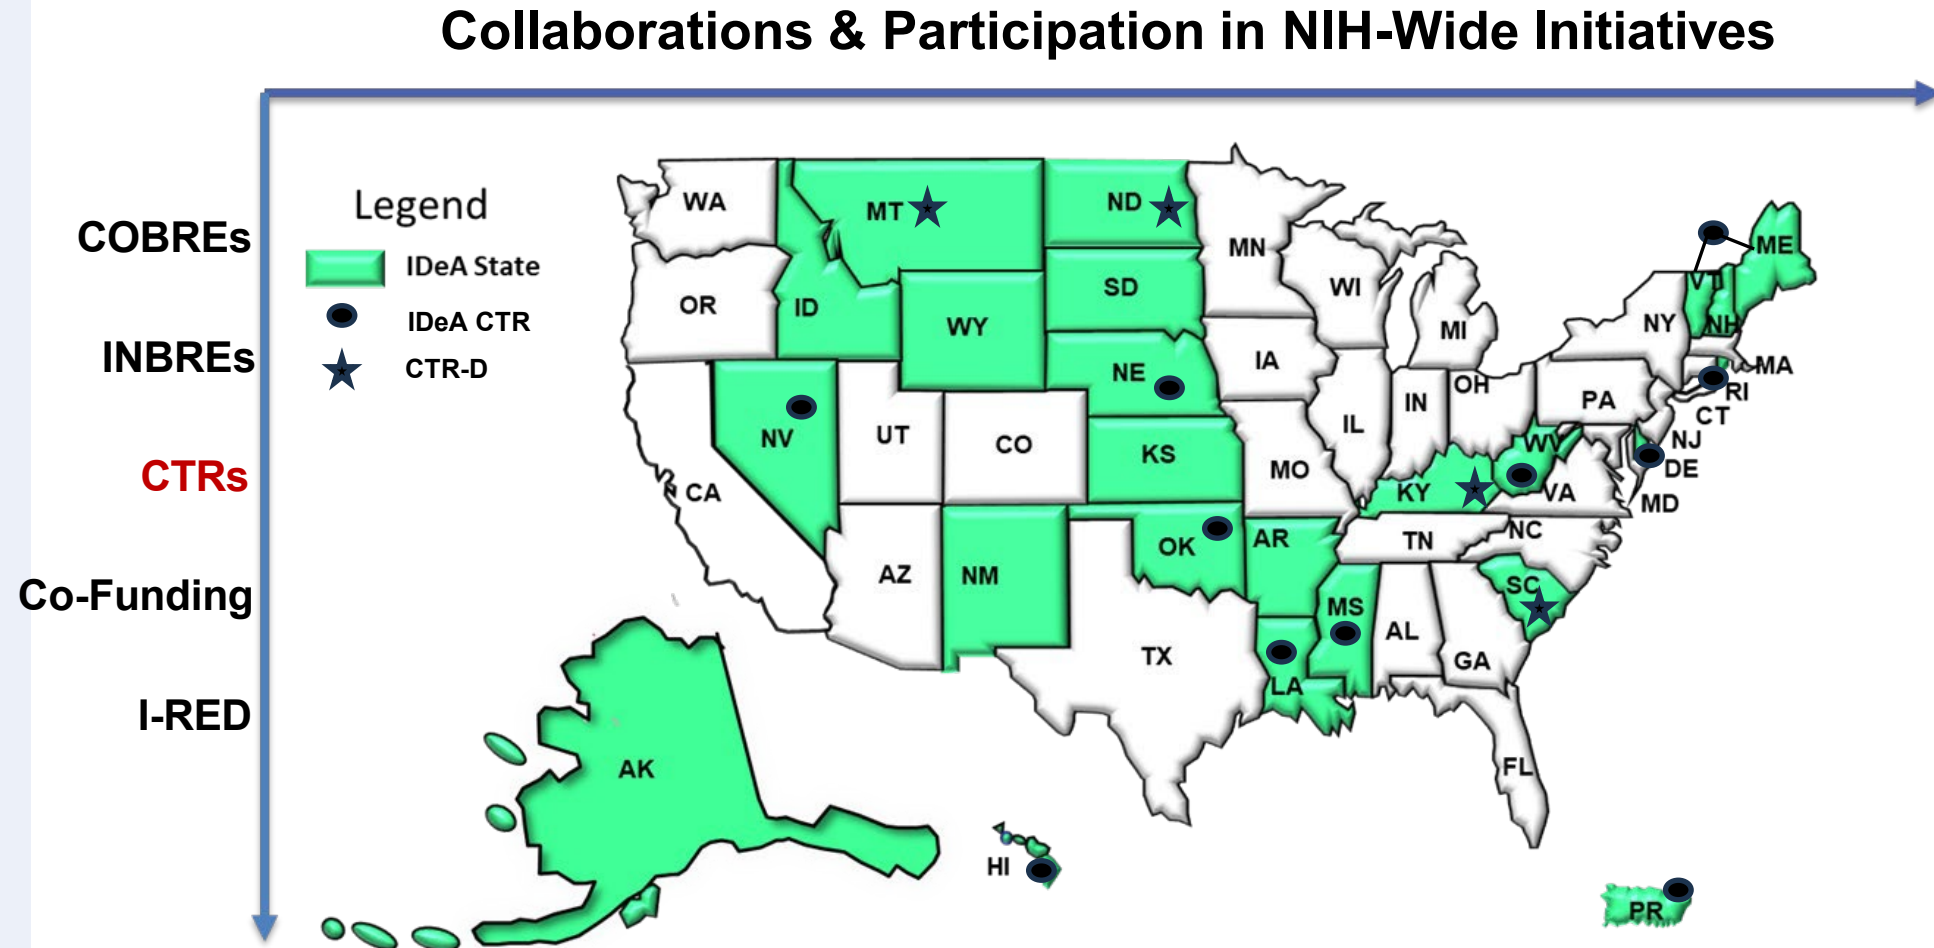 Collaborations & Participation in NIH-Wide Initiatives
COBREs
INBREs
CTRs
Co-Funding
I-RED
Legend
IDeA State
IDeA CTR
CTR-D
WA
MT
ND
MN
ME
OR
ID
WY
SD
WI
MI
NY
VT
NH
MA
RI
CT
NV
UT
CO
NE
IA
IL
IN
OH
PA
NJ
DE
MD
CA
KS
MO
KY
WV
VA
AZ
NM
OK
AR
TN
NC
SC
TX
LA
MS
AL
GA
FL
AK
HI
PR